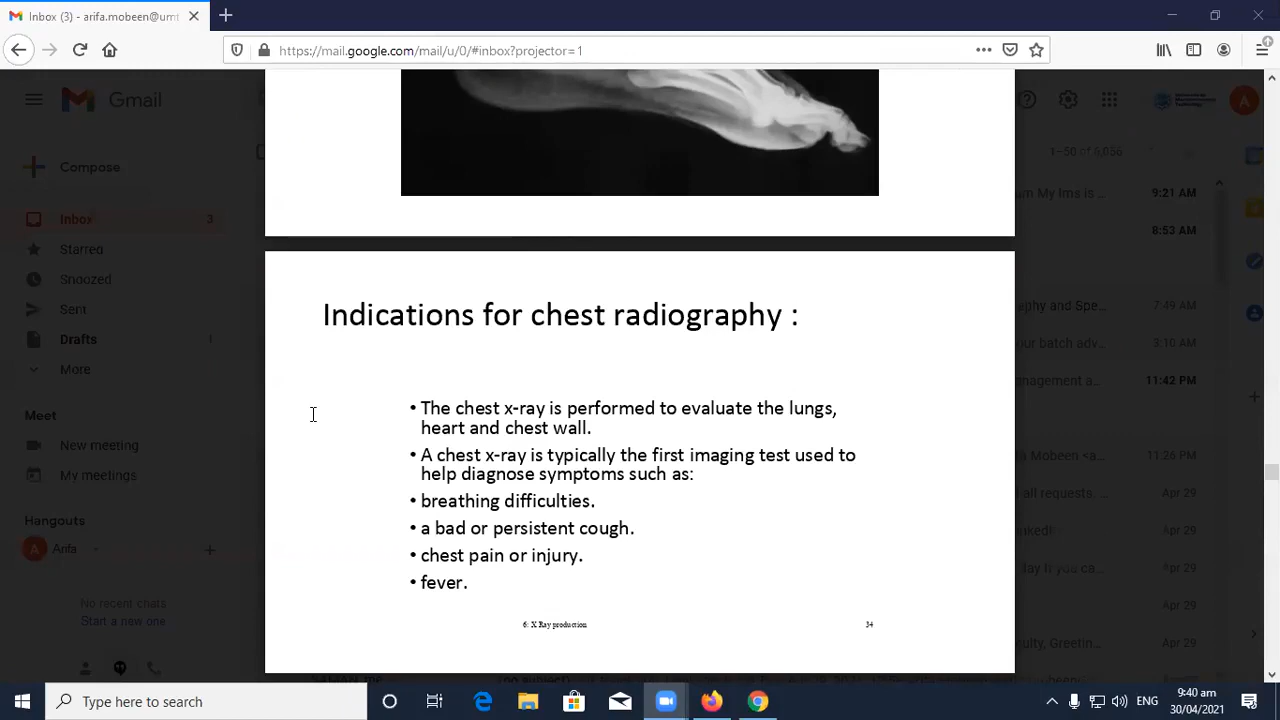 Inbox (3) - arifa.mobeen@umt
https://mail.google.com/mail/u/0/#inbox?projector=1
Gmail
Compose
Inbox 3
Starred
Snoozed
Sent
Drafts
More
Meet
New meeting
My meetings
Hangouts
Arifa
No recent chats
Start a new one
A
1–50 of
9:21 AM
8:53 AM
7:49 AM
3:10 AM
11:42 PM
11:26 PM
Apr 29
Apr 29
Apr 29
Apr 29
Apr 29
Indications for chest radiography :
• The chest x-ray is performed to evaluate the lungs,
heart and chest wall.
• A chest x-ray is typically the first imaging test used to
help diagnose symptoms such as:
• breathing difficulties.
• a bad or persistent cough.
• chest pain or injury.
• fever.
6: X Ray production 34
Type here to search
ENG
9:40 am
30/04/2021